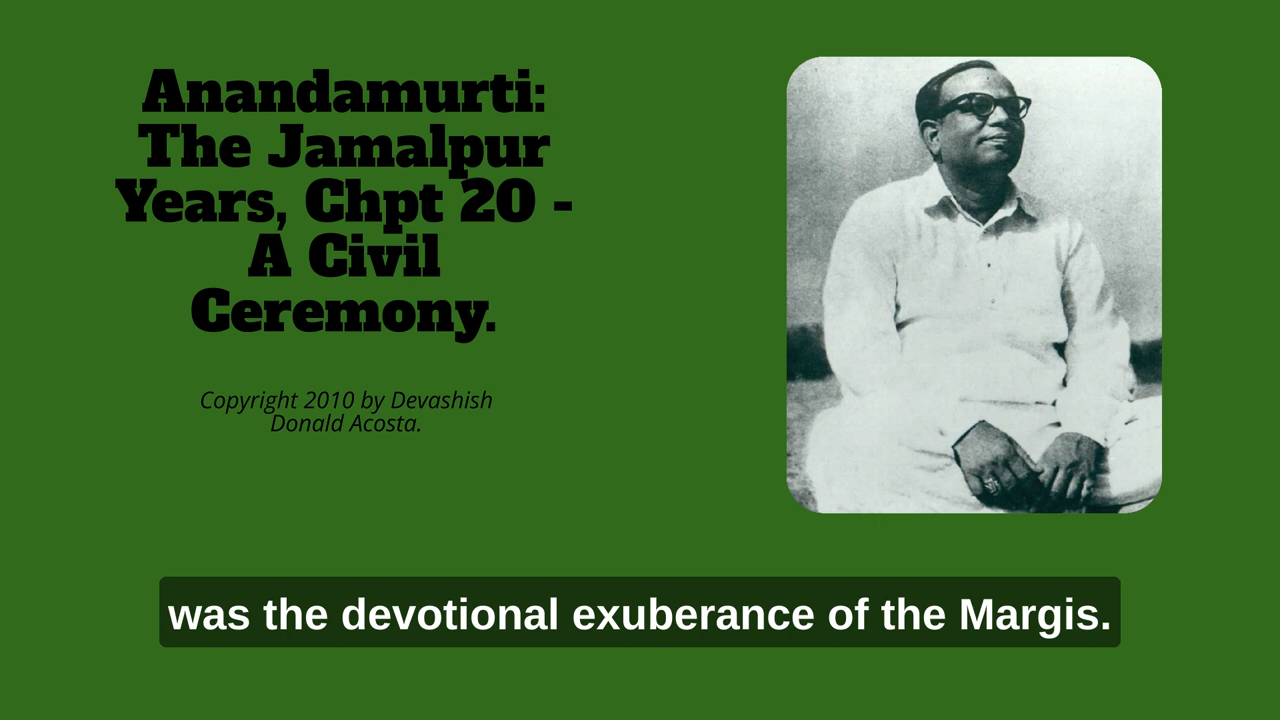 Anandamurti:
The Jamalpur
Years, Chpt 20 -
A Civil
Ceremony.
Copyright 2010 by Devashish
Donald Acosta.
was the devotional exuberance of the Margis.